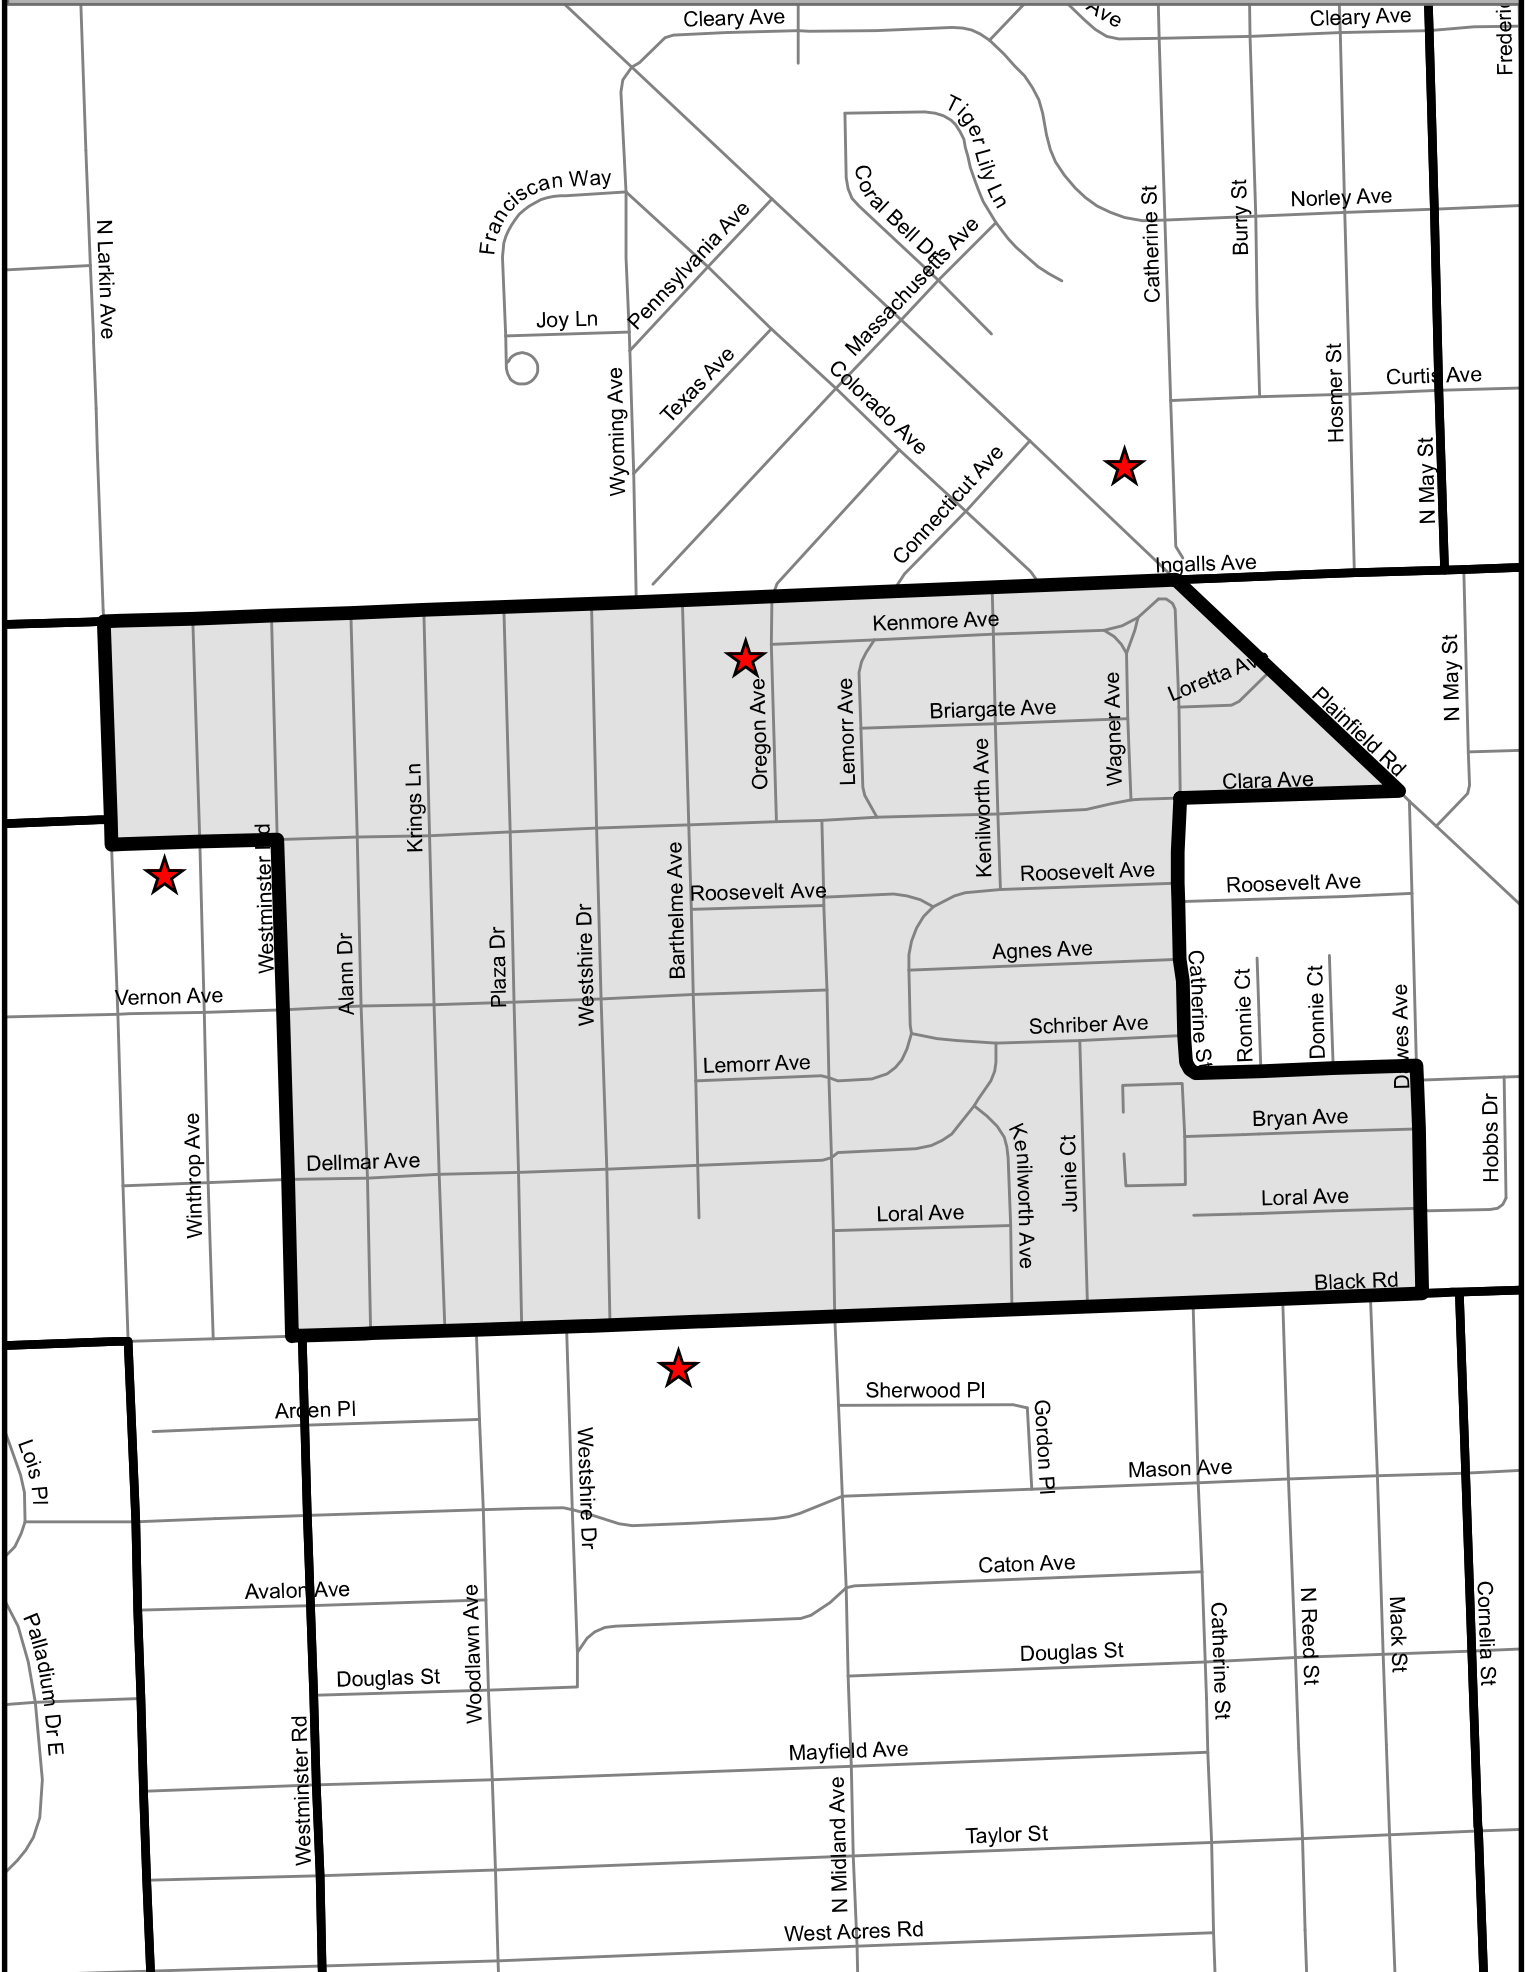 Cleary Ave
Ave
Cleary Ave
Frederic
Tiger Lily Ln
Franciscan Way
Coral Bell Dr
Norley Ave
Catherine St
Burry St
N Larkin Ave
Pennsylvania Ave
Massachusetts Ave
Joy Ln
Texas Ave
Colorado Ave
Hosmer St
Curtis Ave
Wyoming Ave
Connecticut Ave
N May St
Ingalls Ave
Kenmore Ave
Loretta Ave
N May St
Oregon Ave
Lemorr Ave
Briargate Ave
Wagner Ave
Plainfield Rd
Krings Ln
Kenilworth Ave
Clara Ave
Westminster Rd
Barthelme Ave
Roosevelt Ave
Roosevelt Ave
Roosevelt Ave
Alann Dr
Plaza Dr
Westshire Dr
Agnes Ave
Catherine St
Ronnie Ct
Donnie Ct
Dawes Ave
Vernon Ave
Schriber Ave
Lemorr Ave
Winthrop Ave
Dellmar Ave
Kenilworth Ave
Junie Ct
Bryan Ave
Hobbs Dr
Loral Ave
Loral Ave
Black Rd
Sherwood Pl
Arden Pl
Gordon Pl
Lois Pl
Westshire Dr
Mason Ave
Avalon Ave
Caton Ave
Woodlawn Ave
Catherine St
N Reed St
Mack St
Cornelia St
Palladium Dr E
Douglas St
Douglas St
Westminster Rd
Mayfield Ave
N Midland Ave
Taylor St
West Acres Rd